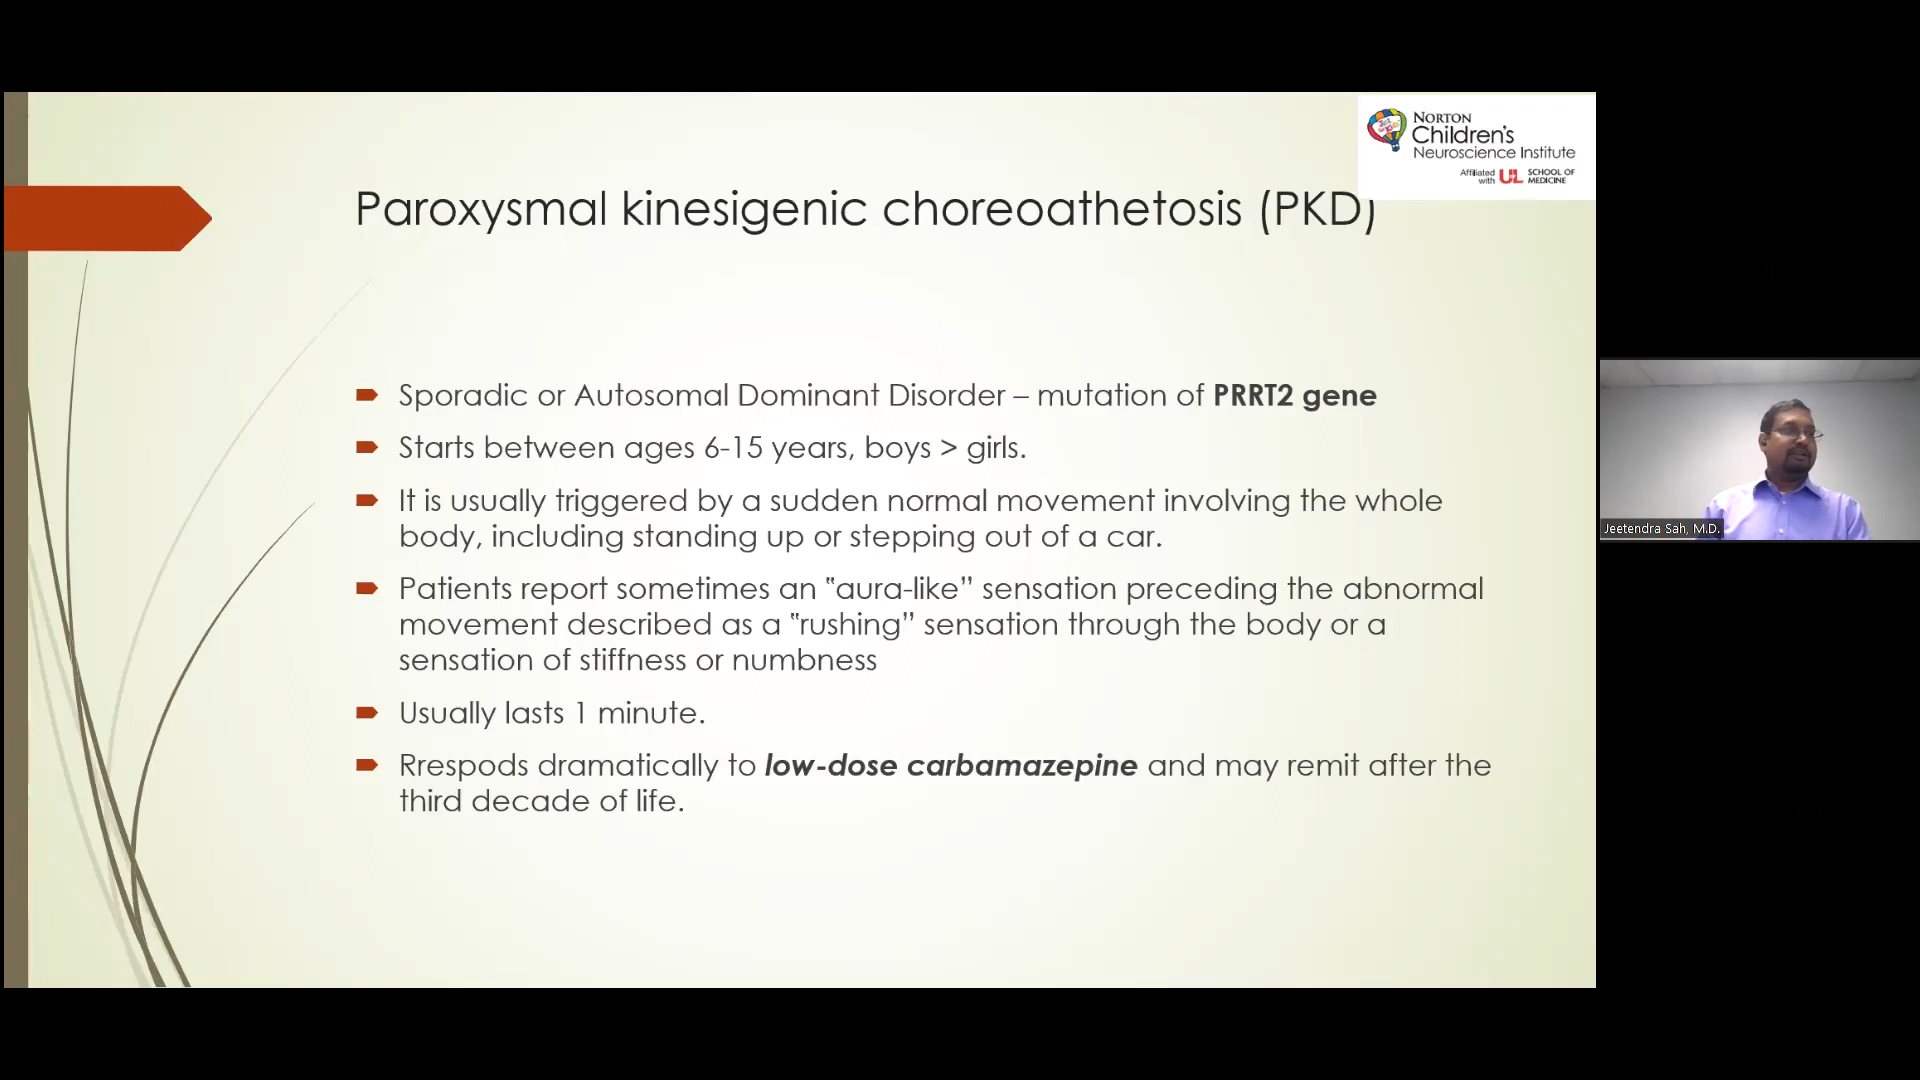 NORTON
Children's
Neuroscience Institute
Affiliated with UL SCHOOL OF MEDICINE
Paroxysmal kinesigenic choreoathetosis (PKD)
Sporadic or Autosomal Dominant Disorder – mutation of PRRT2 gene
Starts between ages 6-15 years, boys > girls.
It is usually triggered by a sudden normal movement involving the whole
body, including standing up or stepping out of a car.
Patients report sometimes an "aura-like" sensation preceding the abnormal
movement described as a "rushing" sensation through the body or a
sensation of stiffness or numbness
Usually lasts 1 minute.
Rrespods dramatically to low-dose carbamazepine and may remit after the
third decade of life.
Jeetendra Sah, M.D.